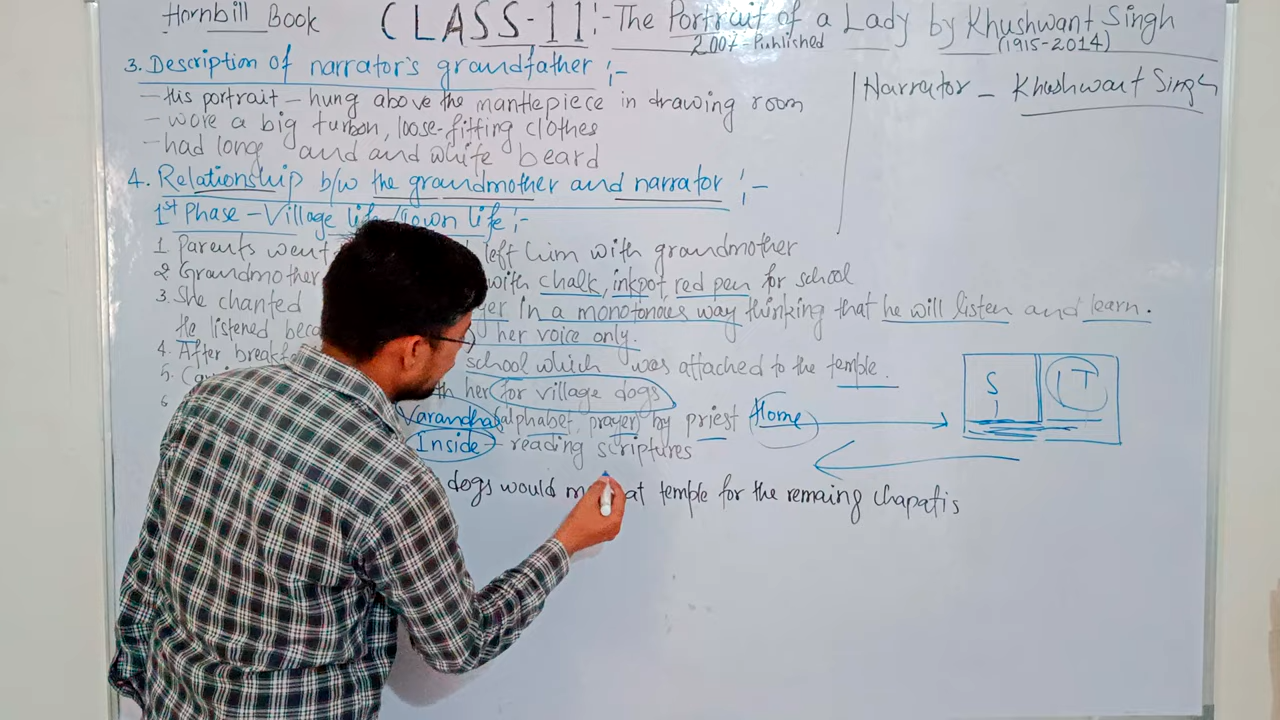 Hornbill Book CLASS-11:- The Portrait of a Lady by Khushwant Singh
2007-Published (1915-2014)
3. Description of narrator's grandfather :-
- His portrait - hung above the mantlepiece in drawing room
- wore a big turban, loose-fitting clothes
- had long and and white beard
Narrator - Khushwant Singh
4. Relationship b/w the grandmother and narrator :-
1st Phase - Village life/Town life :-
1. Parents went left him with grandmother
2 Grandmother with chalk, inkpot, red pen for school
3. She chanted in a monotonous way thinking that he will listen and learn.
He listened her voice only.
4. After school which was attached to the temple.
5. her for village dogs
6 Varandha (alphabet, prayer) by priest Home
Inside - reading scriptures
S T
dogs would at temple for the remaing chapatis